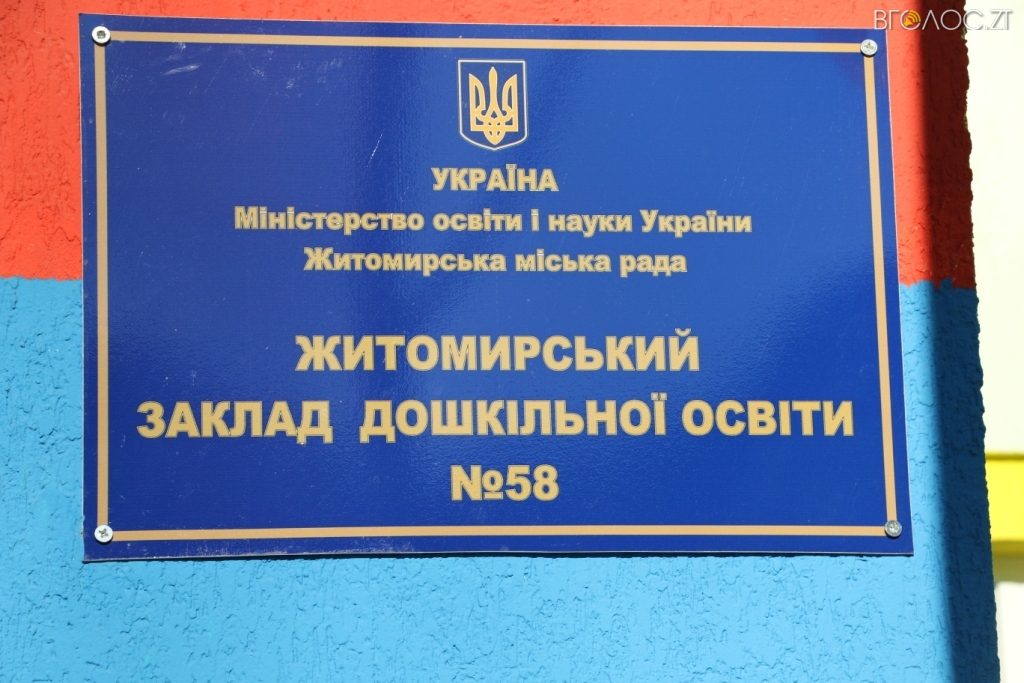 ВГОЛОС.ZT
УКРАЇНА
Міністерство освіти і науки України
Житомирська міська рада
ЖИТОМИРСЬКИЙ
ЗАКЛАД ДОШКІЛЬНОЇ ОСВІТИ
№58